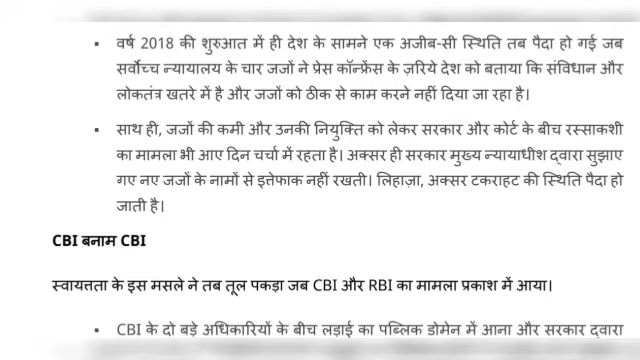 ▪ वर्ष 2018 की शुरुआत में ही देश के सामने एक अजीब-सी स्थिति तब पैदा हो गई जब
सर्वोच्च न्यायालय के चार जजों ने प्रेस कॉन्फ्रेंस के ज़रिये देश को बताया कि संविधान और
लोकतंत्र खतरे में है और जजों को ठीक से काम करने नहीं दिया जा रहा है।
▪ साथ ही, जजों की कमी और उनकी नियुक्ति को लेकर सरकार और कोर्ट के बीच रस्साकशी
का मामला भी आए दिन चर्चा में रहता है। अक्सर ही सरकार मुख्य न्यायाधीश द्वारा सुझाए
गए नए जजों के नामों से इत्तेफाक नहीं रखती। लिहाज़ा, अक्सर टकराहट की स्थिति पैदा हो
जाती है।
CBI बनाम CBI
स्वायत्तता के इस मसले ने तब तूल पकड़ा जब CBI और RBI का मामला प्रकाश में आया।
▪ CBI के दो बड़े अधिकारियों के बीच लड़ाई का पब्लिक डोमेन में आना और सरकार द्वारा